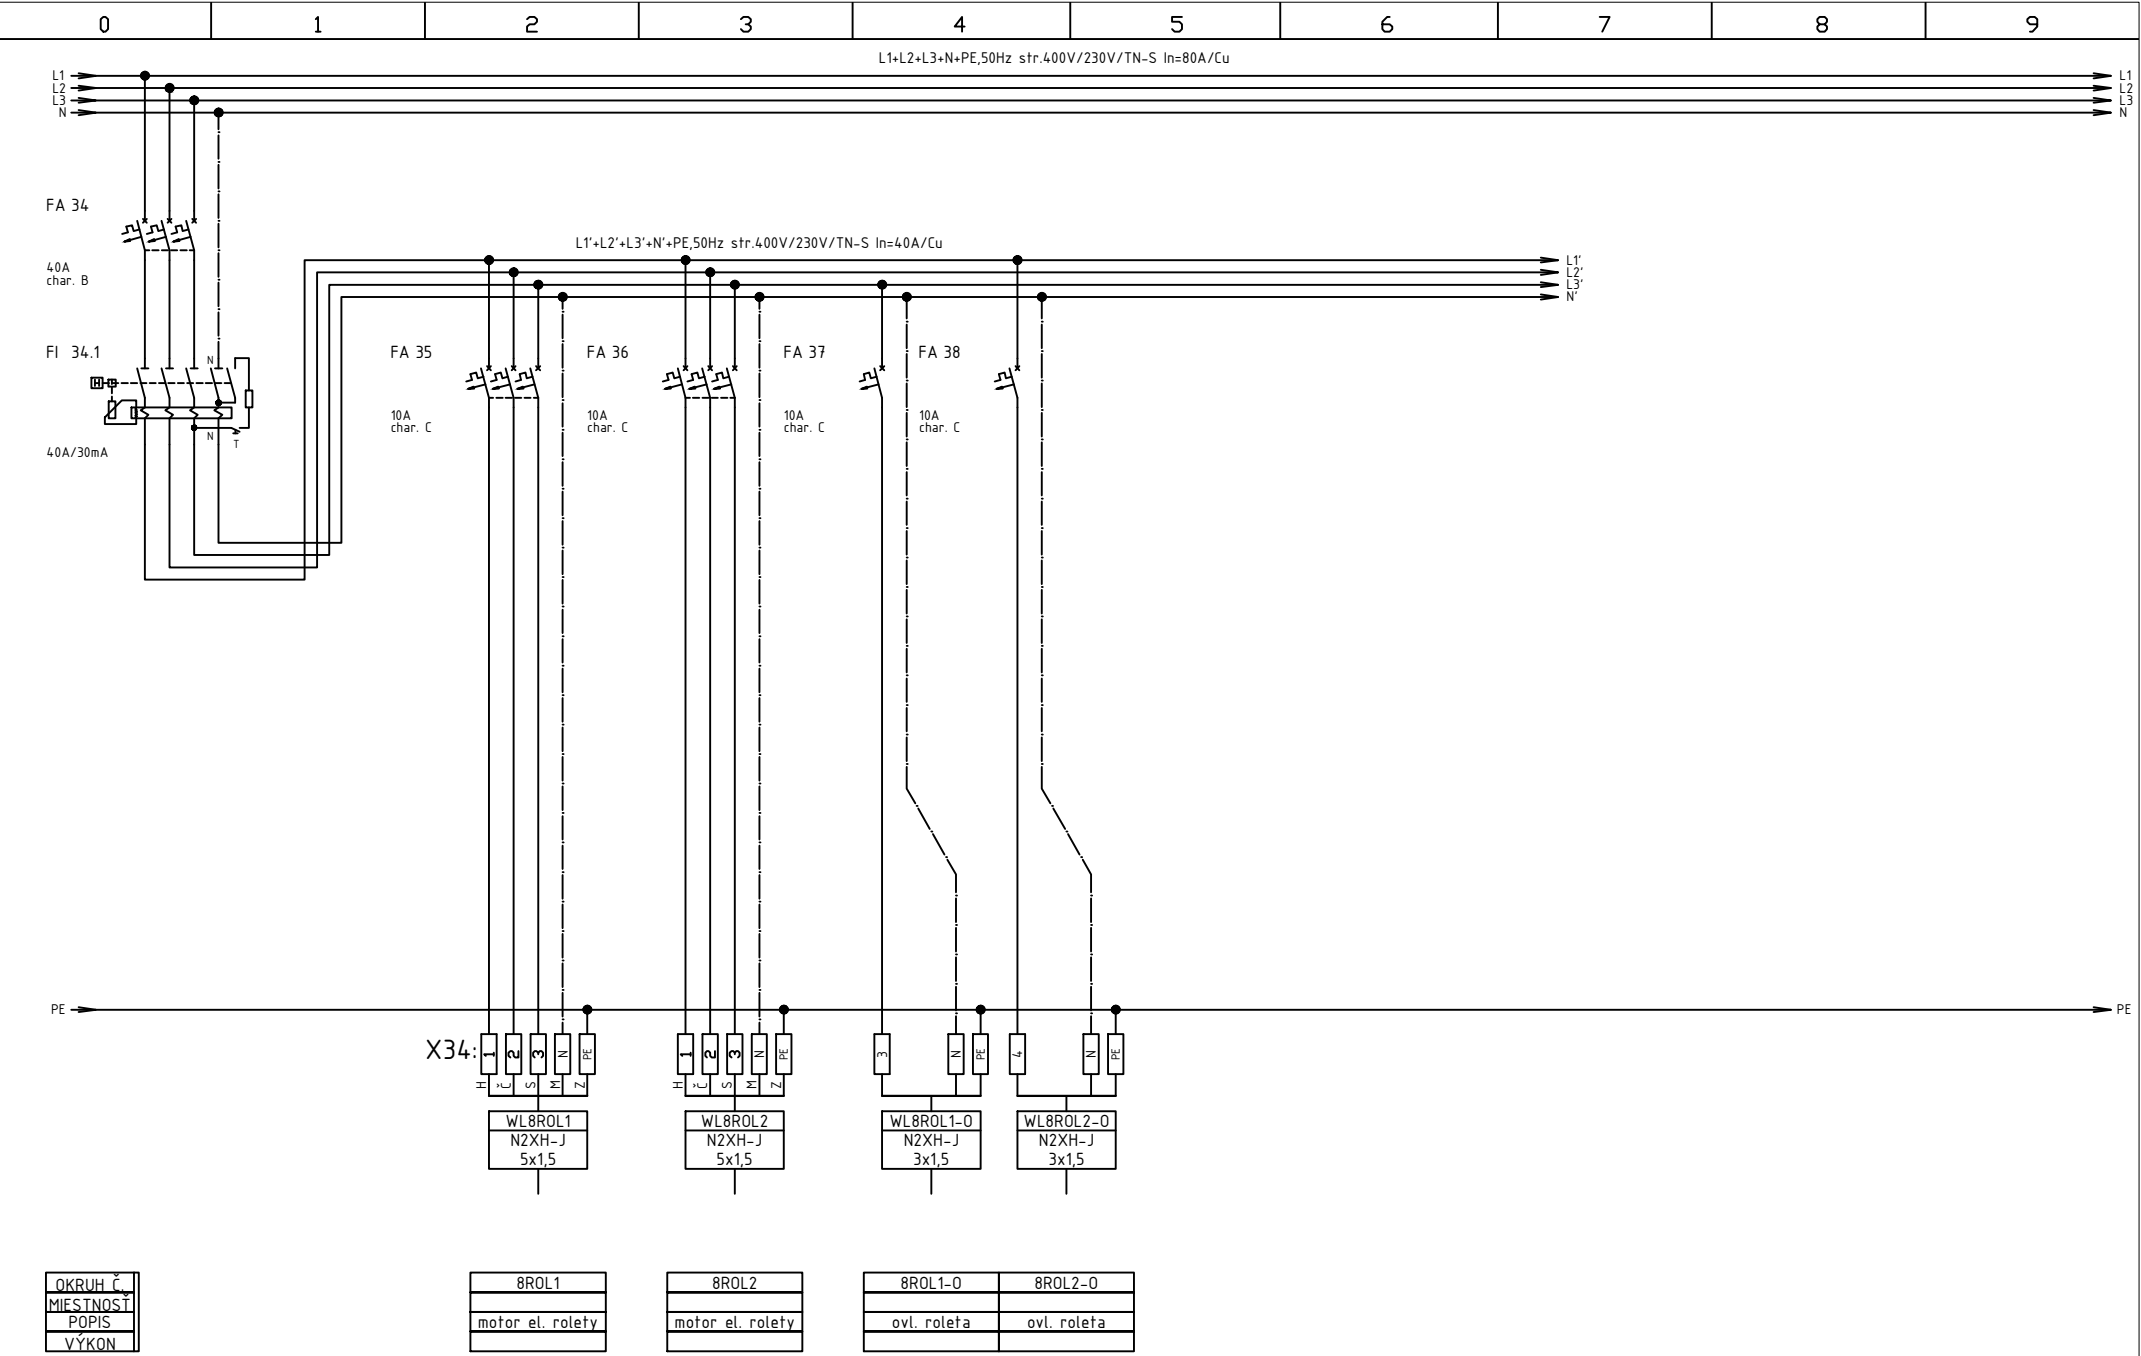 0 1 2 3 4 5 6 7 8 9
L1+L2+L3+N+PE,50Hz str.400V/230V/TN-S In=80A/Cu
L1 L1
L2 L2
L3 L3
N N
FA 34
40A
char. B
L1'+L2'+L3'+N'+PE,50Hz str.400V/230V/TN-S In=40A/Cu
L1'
L2'
L3'
N'
FI 34.1
N
N
T
40A/30mA
FA 35 FA 36 FA 37 FA 38
10A 10A 10A 10A
char. C char. C char. C char. C
PE PE
X34: 1 2 3 N PE 1 2 3 N PE 3 N PE 4 N PE
H Č S M Z H Č S M Z
WL8ROL1 WL8ROL2 WL8ROL1-O WL8ROL2-O
N2XH-J N2XH-J N2XH-J N2XH-J
5x1,5 5x1,5 3x1,5 3x1,5
OKRUH Č. 8ROL1 8ROL2 8ROL1-O 8ROL2-O
MIESTNOSŤ
POPIS motor el. rolety motor el. rolety ovl. roleta ovl. roleta
VÝKON